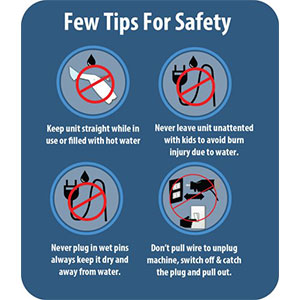 Few Tips For Safety
Keep unit straight while in
use or filled with hot water
Never leave unit unattented
with kids to avoid burn
injury due to water.
Never plug in wet pins
always keep it dry and
away from water.
Don't pull wire to unplug
machine, switch off & catch
the plug and pull out.